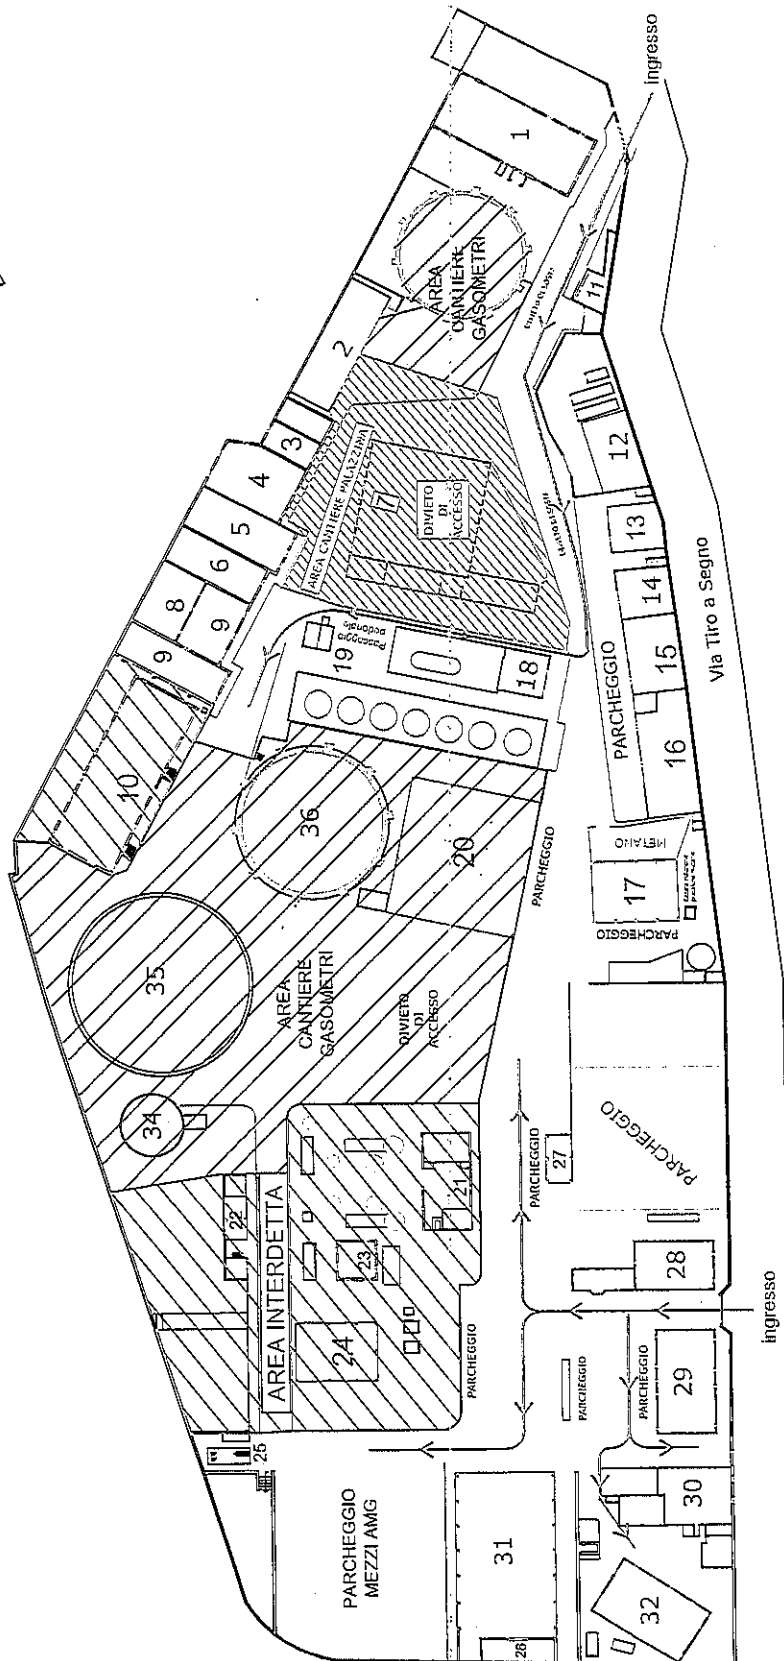 ingresso
1
AREA
CANTIERE
GASOMETRI
11
2
3
4
5
6
8
9
9
10
AREA CANTIERE PALAZZINA
7
DIVIETO
DI
ACCESSO
12
13
14
15
16
PARCHEGGIO
Via Tiro a Segno
Passaggio
pedonale
19
18
METANO
17
PARCHEGGIO
36
20
PARCHEGGIO
35
AREA
CANTIERE
GASOMETRI
DIVIETO
DI
ACCESSO
34
22
AREA INTERDETTA
21
23
24
PARCHEGGIO
PARCHEGGIO
27
PARCHEGGIO
28
ingresso
29
PARCHEGGIO
PARCHEGGIO
25
PARCHEGGIO
MEZZI AMG
30
31
32